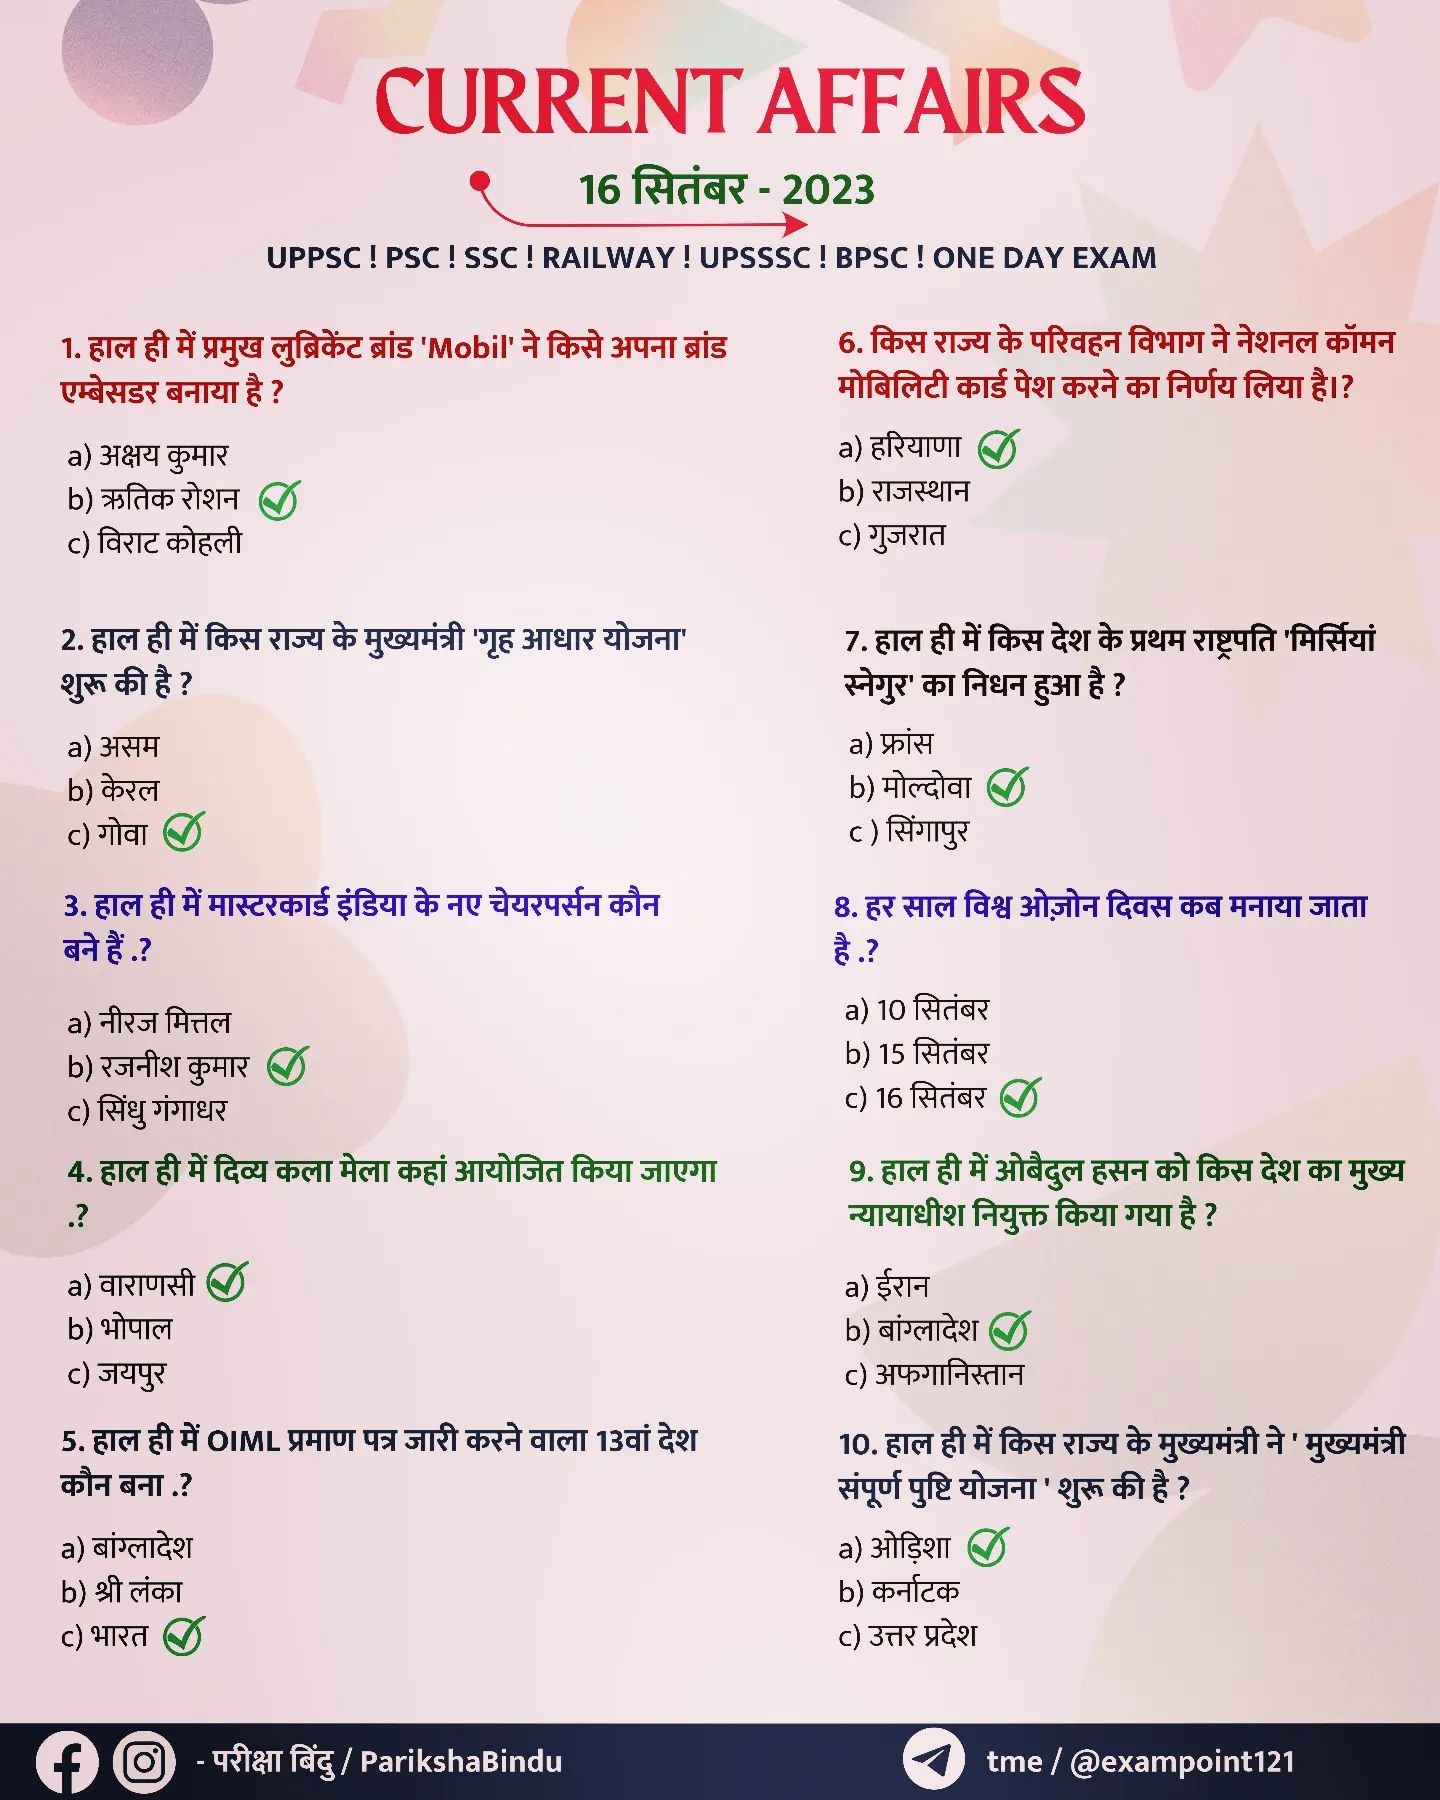 CURRENT AFFAIRS
16 सितंबर - 2023
UPPSC ! PSC ! SSC ! RAILWAY ! UPSSSC ! BPSC ! ONE DAY EXAM
1. हाल ही में प्रमुख लुब्रिकेंट ब्रांड 'Mobil' ने किसे अपना ब्रांड
एम्बेसडर बनाया है ?
a) अक्षय कुमार
b) ऋतिक रोशन
c) विराट कोहली
2. हाल ही में किस राज्य के मुख्यमंत्री 'गृह आधार योजना'
शुरू की है ?
a) असम
b) केरल
c) गोवा
3. हाल ही में मास्टरकार्ड इंडिया के नए चेयरपर्सन कौन
बने हैं .?
a) नीरज मित्तल
b) रजनीश कुमार
c) सिंधु गंगाधर
4. हाल ही में दिव्य कला मेला कहां आयोजित किया जाएगा
.?
a) वाराणसी
b) भोपाल
c) जयपुर
5. हाल ही में OIML प्रमाण पत्र जारी करने वाला 13वां देश
कौन बना .?
a) बांग्लादेश
b) श्री लंका
c) भारत
6. किस राज्य के परिवहन विभाग ने नेशनल कॉमन
मोबिलिटी कार्ड पेश करने का निर्णय लिया है।?
a) हरियाणा
b) राजस्थान
c) गुजरात
7. हाल ही में किस देश के प्रथम राष्ट्रपति 'मिर्सियां
स्नेगुर' का निधन हुआ है ?
a) फ्रांस
b) मोल्दोवा
c ) सिंगापुर
8. हर साल विश्व ओज़ोन दिवस कब मनाया जाता
है .?
a) 10 सितंबर
b) 15 सितंबर
c) 16 सितंबर
9. हाल ही में ओबैदुल हसन को किस देश का मुख्य
न्यायाधीश नियुक्त किया गया है ?
a) ईरान
b) बांग्लादेश
c) अफगानिस्तान
10. हाल ही में किस राज्य के मुख्यमंत्री ने ' मुख्यमंत्री
संपूर्ण पुष्टि योजना ' शुरू की है ?
a) ओड़िशा
b) कर्नाटक
c) उत्तर प्रदेश
- परीक्षा बिंदु / ParikshaBindu
tme / @exampoint121